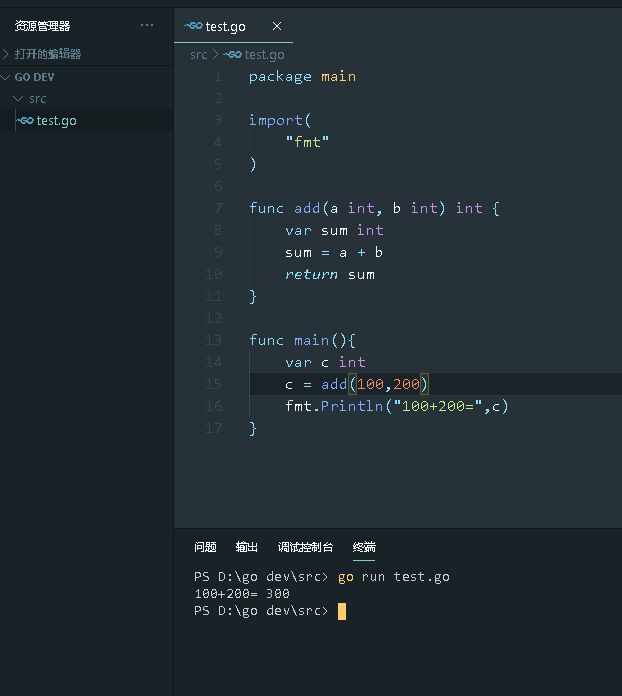 资源管理器 ···
打开的编辑器
GO DEV
src
test.go
test.go
src > test.go
1 package main
2
3 import(
4 "fmt"
5 )
6
7 func add(a int, b int) int {
8 var sum int
9 sum = a + b
10 return sum
11 }
12
13 func main(){
14 var c int
15 c = add(100,200)
16 fmt.Println("100+200=",c)
17 }
问题 输出 调试控制台 终端
PS D:\go dev\src> go run test.go
100+200= 300
PS D:\go dev\src>